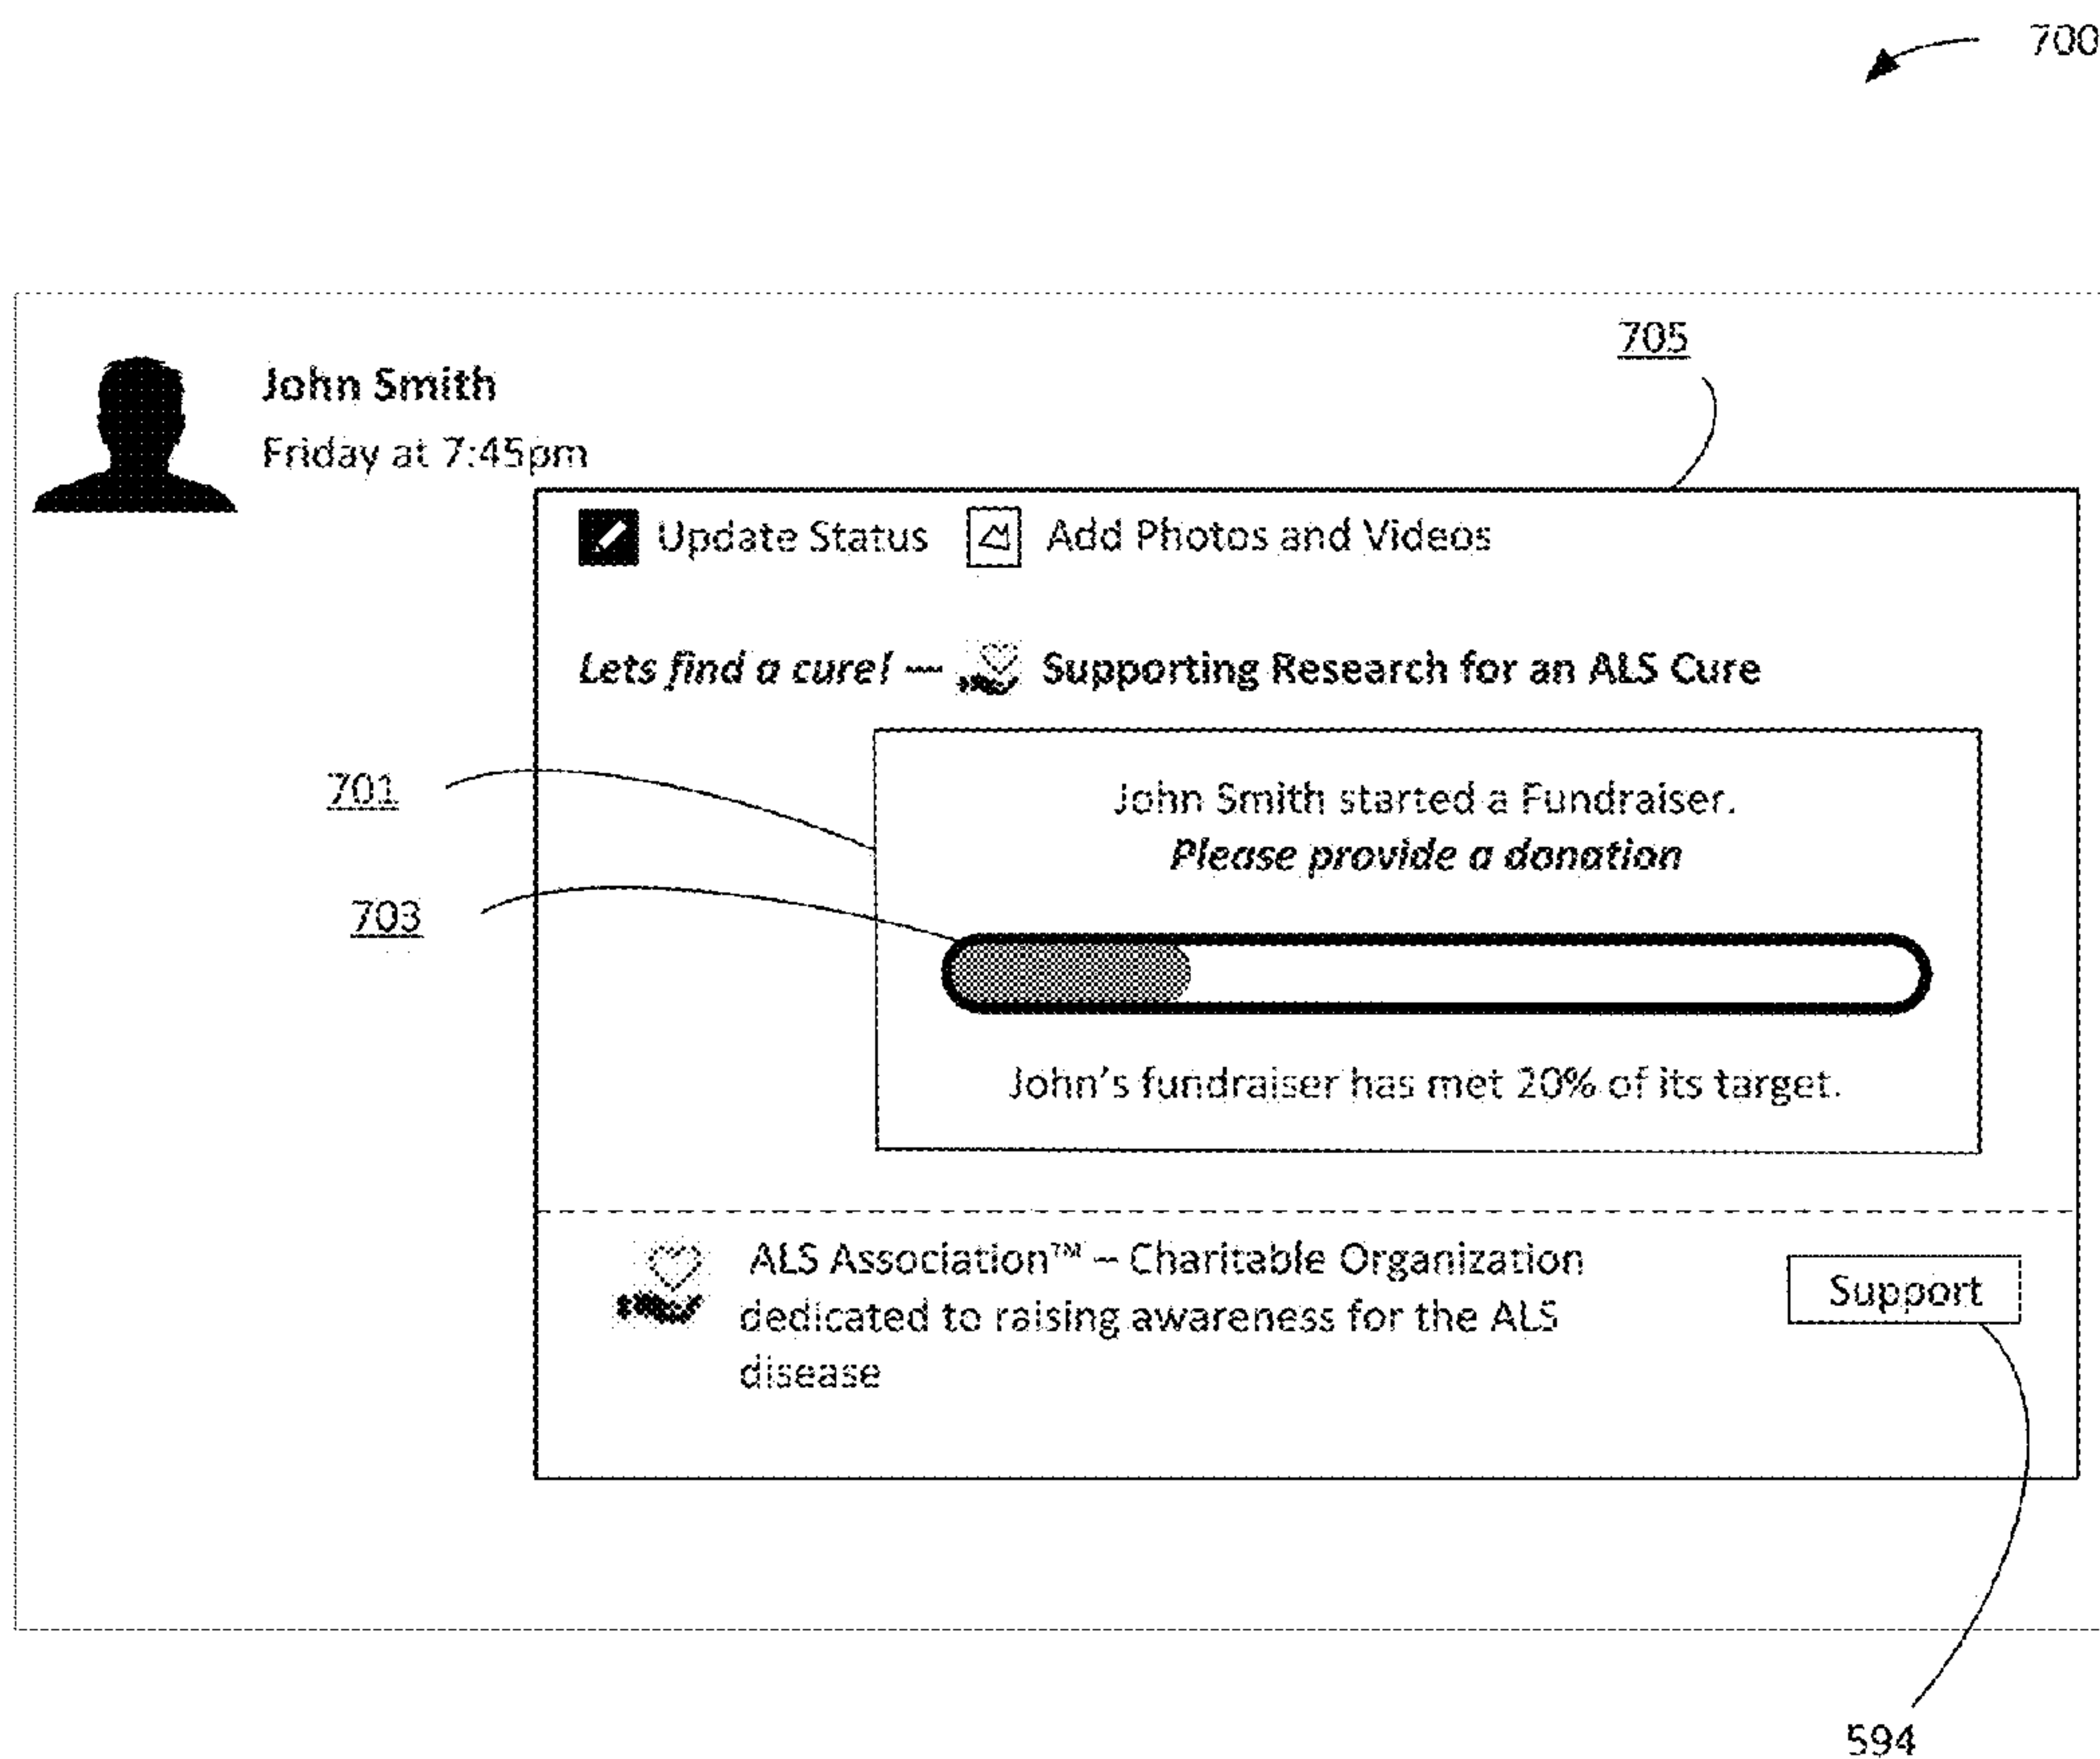 700
705
John Smith
Friday at 7:45pm
Update Status Add Photos and Videos
Lets find a cure! — Supporting Research for an ALS Cure
701
John Smith started a Fundraiser.
Please provide a donation
703
John's fundraiser has met 20% of its target.
ALS Association™ – Charitable Organization
dedicated to raising awareness for the ALS
disease
Support
594